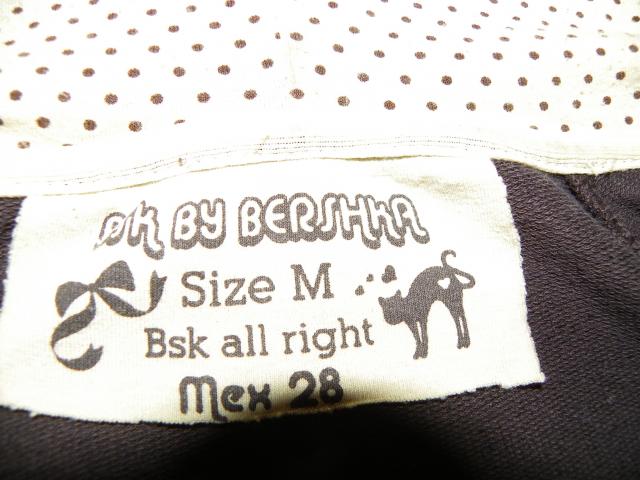 Bsk BY BERSHKA
Size M
Bsk all right
Mex 28